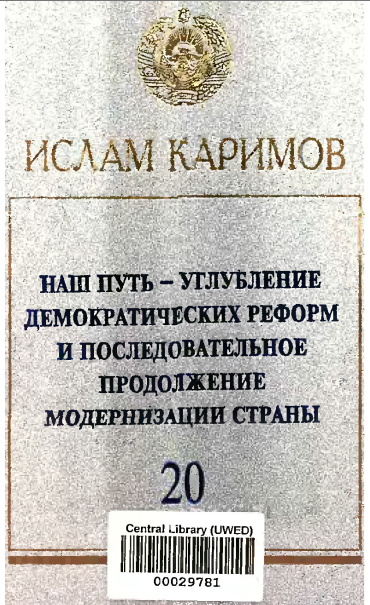 ИСЛАМ КАРИМОВ
НАШ ПУТЬ – УГЛУБЛЕНИЕ
ДЕМОКРАТИЧЕСКИХ РЕФОРМ
И ПОСЛЕДОВАТЕЛЬНОЕ
ПРОДОЛЖЕНИЕ
МОДЕРНИЗАЦИИ СТРАНЫ
20
Central Library (UWED)
00029781